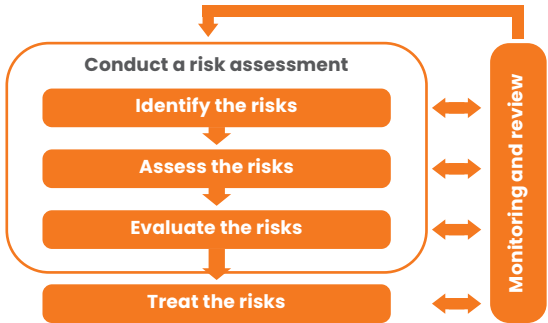 Conduct a risk assessment
Identify the risks
Assess the risks
Evaluate the risks
Treat the risks
Monitoring and review